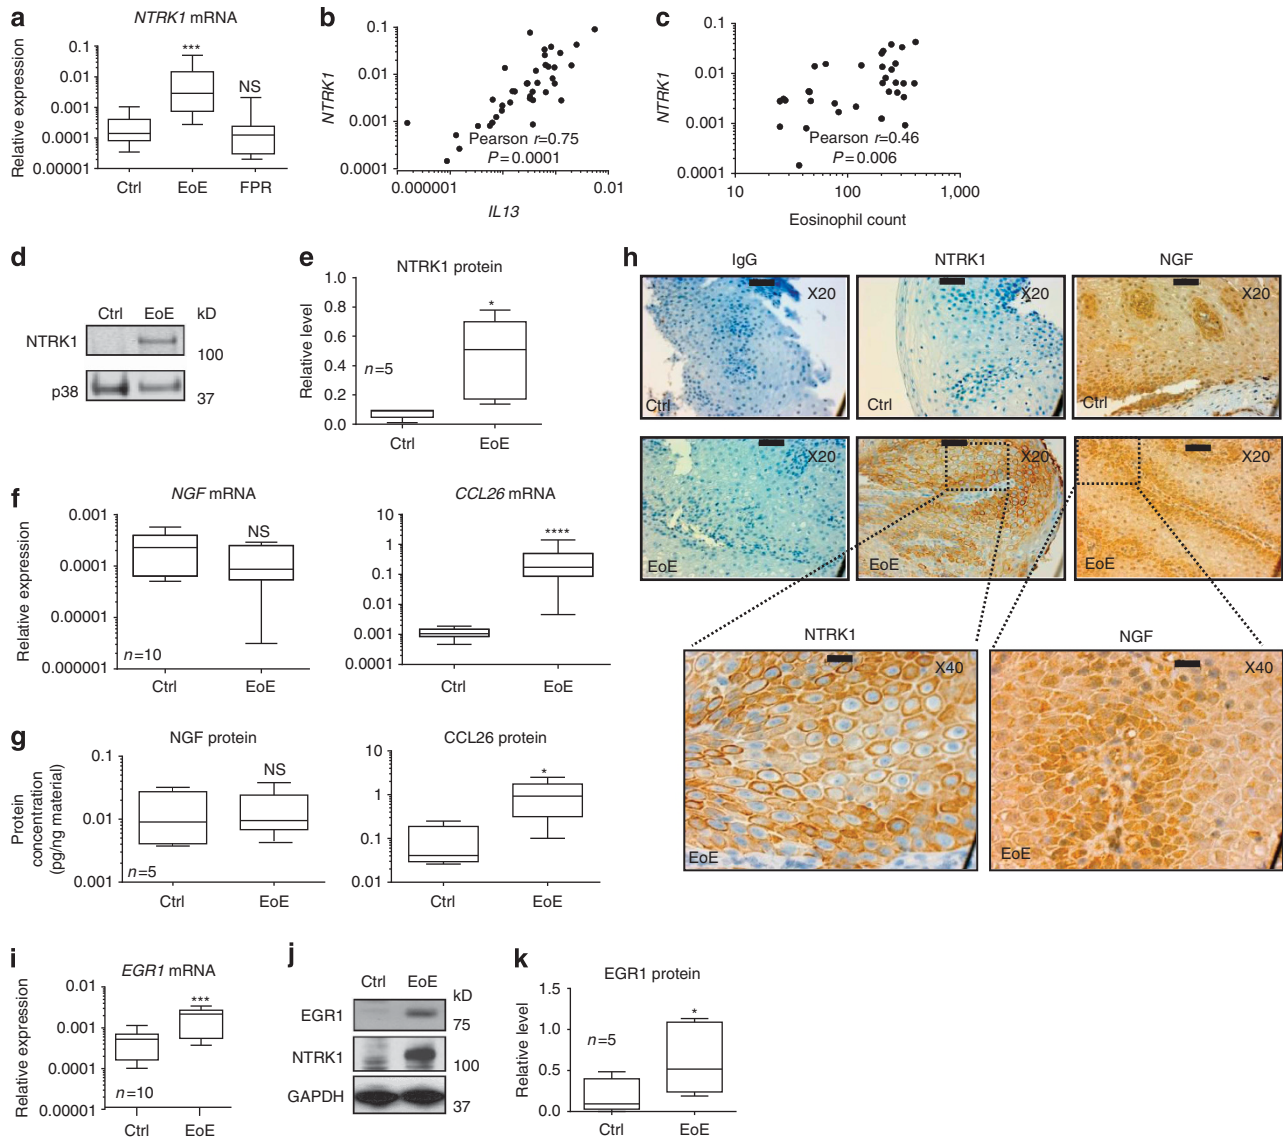 a
NTRK1 mRNA
Relative expression
0.1
0.01
0.001
0.0001
0.00001
***
NS
Ctrl
EoE
FPR
b
NTRK1
0.1
0.01
0.001
0.0001
Pearson r=0.75
P=0.0001
0.000001
0.01
IL13
c
NTRK1
0.1
0.01
0.001
0.0001
Pearson r=0.46
P=0.006
10
100
1,000
Eosinophil count
d
Ctrl
EoE
kD
NTRK1
100
p38
37
e
NTRK1 protein
Relative level
1.0
0.8
0.6
0.4
0.2
0.0
*
n=5
Ctrl
EoE
f
NGF mRNA
Relative expression
0.001
0.0001
0.00001
0.000001
NS
n=10
Ctrl
EoE
CCL26 mRNA
10
1
0.1
0.01
0.001
0.0001
****
Ctrl
EoE
g
NGF protein
Protein
concentration
(pg/ng material)
0.1
0.01
0.001
NS
n=5
Ctrl
EoE
CCL26 protein
10
1
0.1
0.01
*
Ctrl
EoE
h
IgG
NTRK1
NGF
X20
X20
X20
Ctrl
Ctrl
Ctrl
X20
X20
X20
EoE
EoE
EoE
NTRK1
NGF
X40
X40
EoE
EoE
i
EGR1 mRNA
Relative expression
0.01
0.001
0.0001
0.00001
***
n=10
Ctrl
EoE
j
Ctrl
EoE
kD
EGR1
75
NTRK1
100
GAPDH
37
k
EGR1 protein
Relative level
1.5
1.0
0.5
0.0
*
n=5
Ctrl
EoE